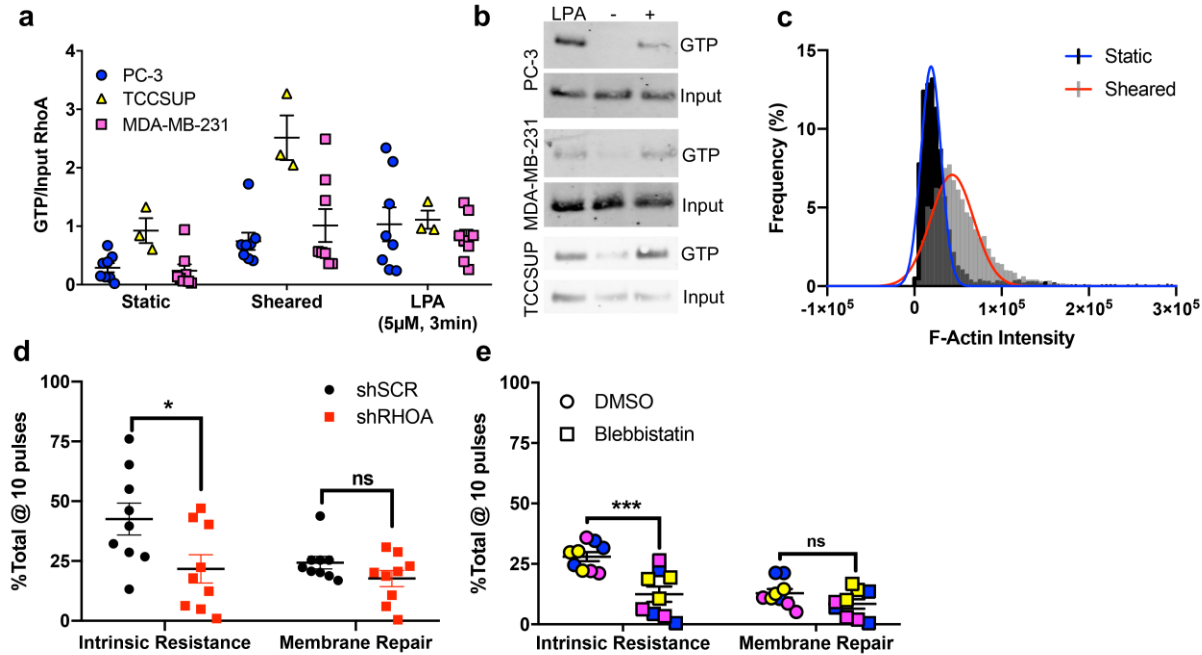 a
GTP/Input RhoA
4
3
2
1
0
PC-3
TCCSUP
MDA-MB-231
Static
Sheared
LPA
(5µM, 3min)
b
LPA - +
PC-3
GTP
Input
MDA-MB-231
GTP
Input
TCCSUP
GTP
Input
c
Frequency (%)
15
10
5
0
Static
Sheared
-1×10⁵
0
1×10⁵
2×10⁵
3×10⁵
F-Actin Intensity
d
%Total @ 10 pulses
100
75
50
25
0
shSCR
shRHOA
*
ns
Intrinsic Resistance
Membrane Repair
e
%Total @ 10 pulses
100
75
50
25
0
DMSO
Blebbistatin
***
ns
Intrinsic Resistance
Membrane Repair